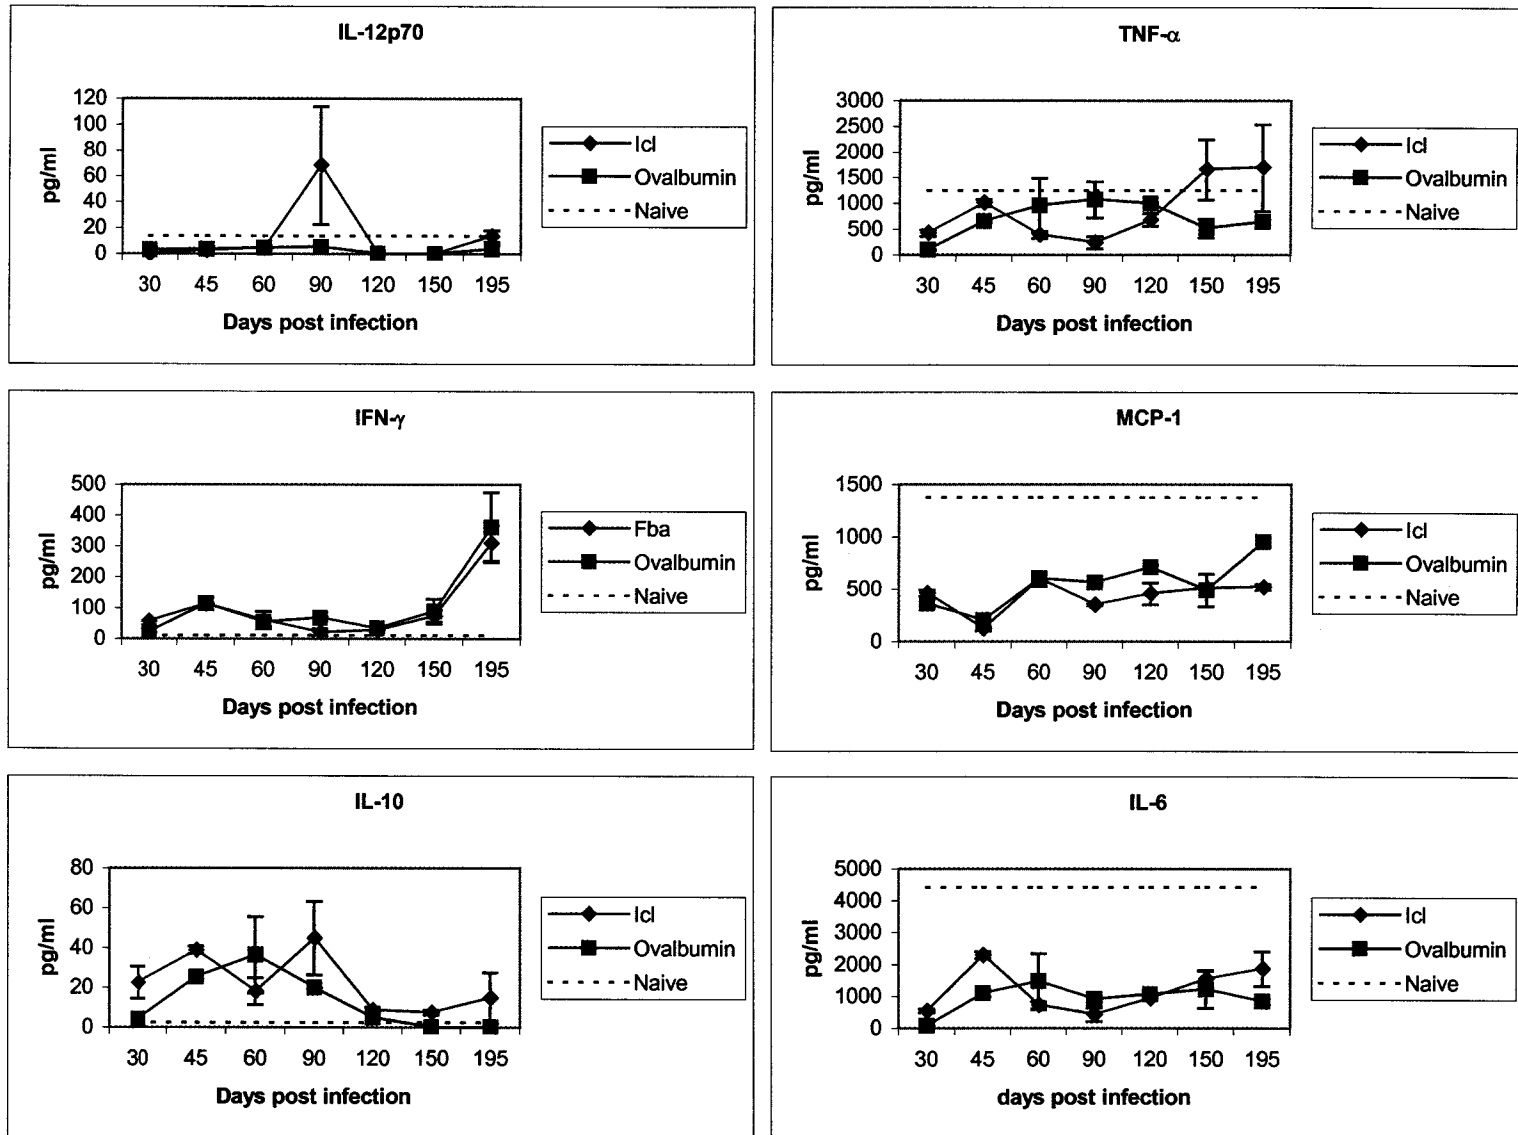 IL-12p70
pg/ml
120
100
80
60
40
20
0
30 45 60 90 120 150 195
Days post infection
Icl
Ovalbumin
Naive
TNF-α
pg/ml
3000
2500
2000
1500
1000
500
0
30 45 60 90 120 150 195
Days post infection
Icl
Ovalbumin
Naive
IFN-γ
pg/ml
500
400
300
200
100
0
30 45 60 90 120 150 195
Days post infection
Fba
Ovalbumin
Naive
MCP-1
pg/ml
1500
1000
500
0
30 45 60 90 120 150 195
Days post infection
Icl
Ovalbumin
Naive
IL-10
pg/ml
80
60
40
20
0
30 45 60 90 120 150 195
Days post infection
Icl
Ovalbumin
Naive
IL-6
pg/ml
5000
4000
3000
2000
1000
0
30 45 60 90 120 150 195
days post infection
Icl
Ovalbumin
Naive